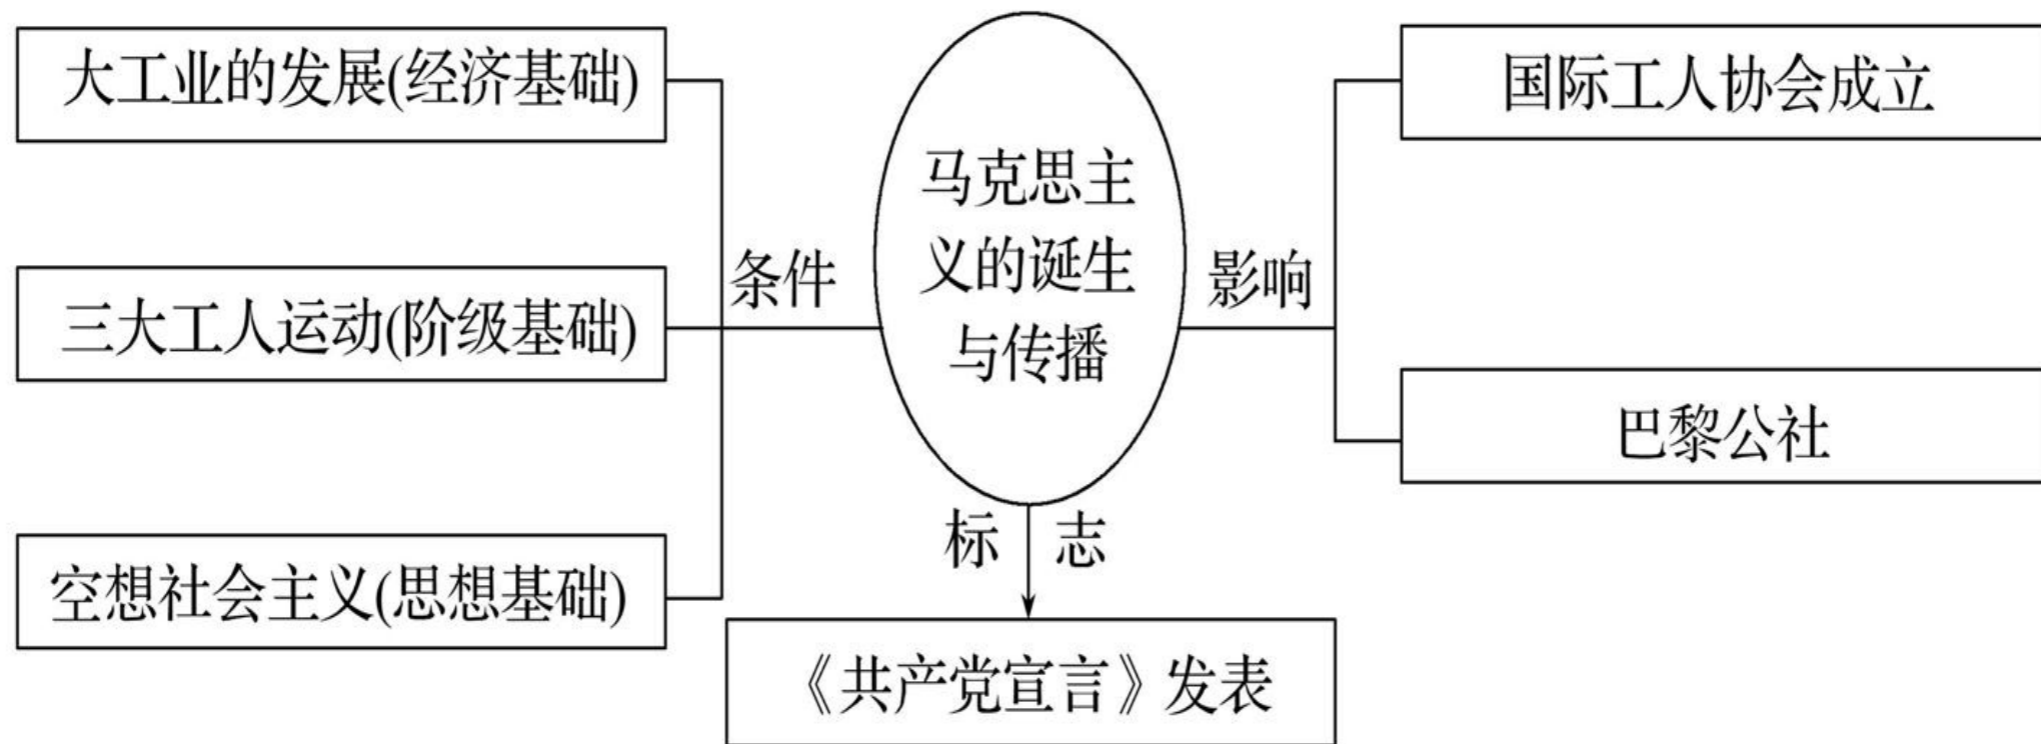 大工业的发展(经济基础)
三大工人运动(阶级基础)
空想社会主义(思想基础)
条件
马克思主
义的诞生
与传播
标 志
《共产党宣言》发表
影响
国际工人协会成立
巴黎公社